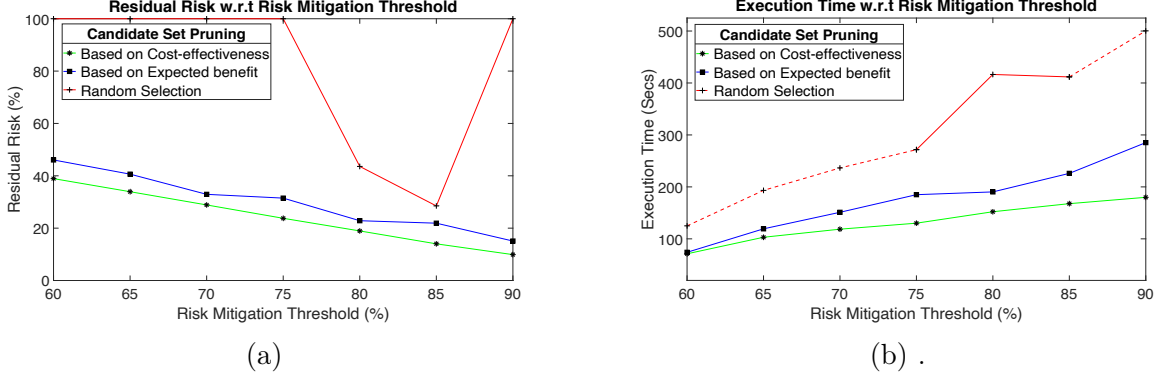 Residual Risk w.r.t Risk Mitigation Threshold
100
80
60
40
20
0
Residual Risk (%)
Candidate Set Pruning
Based on Cost-effectiveness
Based on Expected benefit
Random Selection
60 65 70 75 80 85 90
Risk Mitigation Threshold (%)
(a)
Execution Time w.r.t Risk Mitigation Threshold
500
400
300
200
100
Execution Time (Secs)
Candidate Set Pruning
Based on Cost-effectiveness
Based on Expected benefit
Random Selection
60 65 70 75 80 85 90
Risk Mitigation Threshold (%)
(b) .